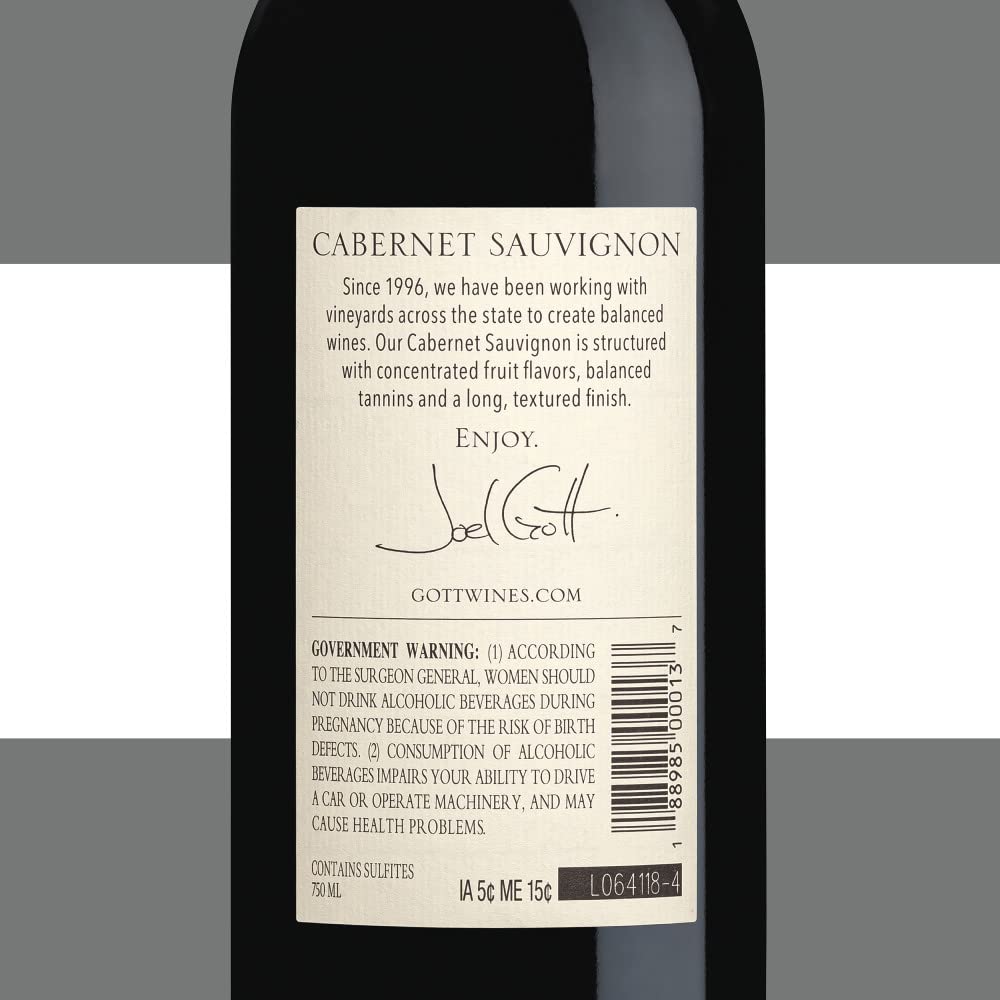 CABERNET SAUVIGNON
Since 1996, we have been working with
vineyards across the state to create balanced
wines. Our Cabernet Sauvignon is structured
with concentrated fruit flavors, balanced
tannins and a long, textured finish.
ENJOY.
Joel Gott.
GOTTWINES.COM
GOVERNMENT WARNING: (1) ACCORDING
TO THE SURGEON GENERAL, WOMEN SHOULD
NOT DRINK ALCOHOLIC BEVERAGES DURING
PREGNANCY BECAUSE OF THE RISK OF BIRTH
DEFECTS. (2) CONSUMPTION OF ALCOHOLIC
BEVERAGES IMPAIRS YOUR ABILITY TO DRIVE
A CAR OR OPERATE MACHINERY, AND MAY
CAUSE HEALTH PROBLEMS.
1 88985 00013 7
CONTAINS SULFITES
750 ML
IA 5¢ ME 15¢
L064118-4